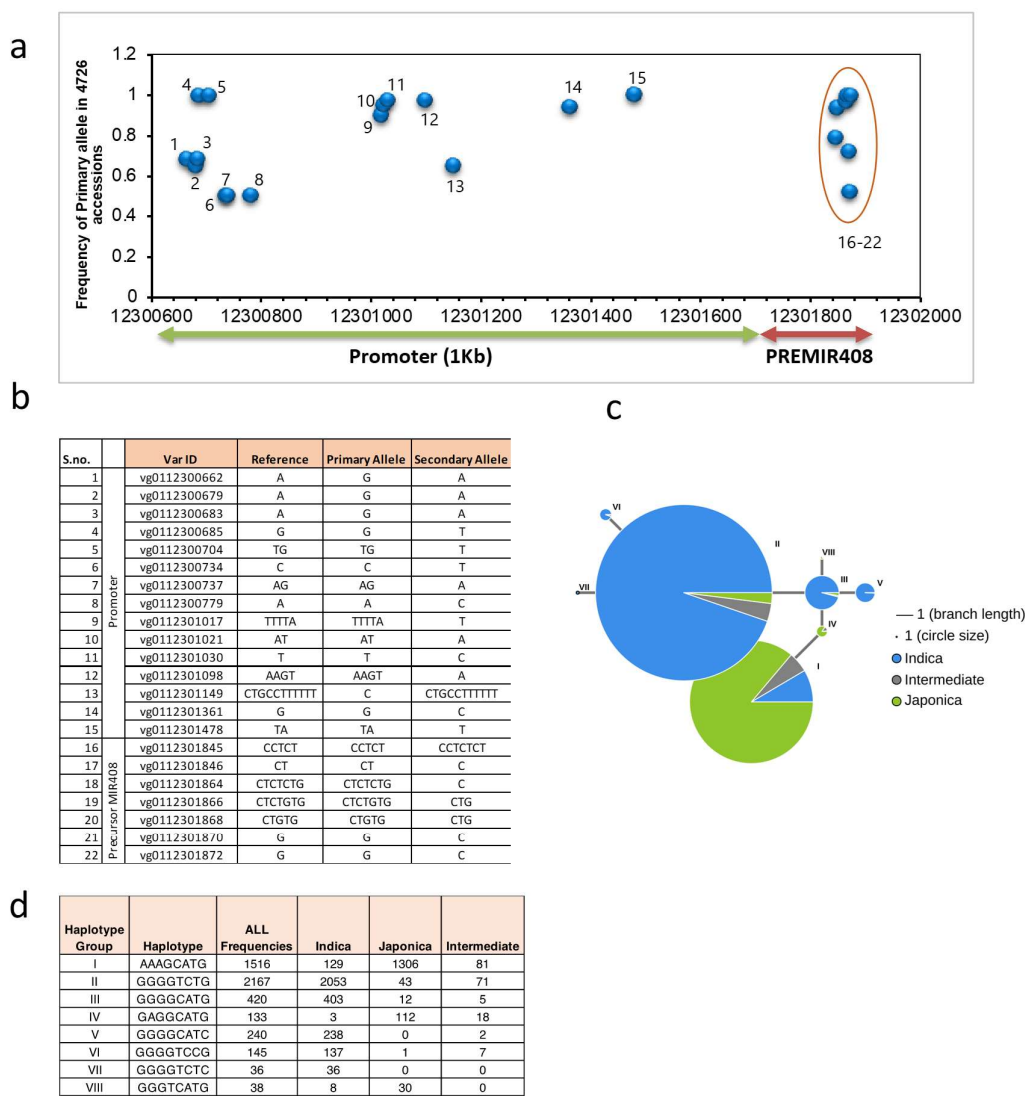 a
Frequency of Primary allele in 4726
accessions
1.2
1
0.8
0.6
0.4
0.2
0
1
2
3
4
5
6
7
8
9
10
11
12
13
14
15
16-22
12300600 12300800 12301000 12301200 12301400 12301600 12301800 12302000
Promoter (1Kb) PREMIR408
b
S.no. Var ID Reference Primary Allele Secondary Allele
Promoter
1 vg0112300662 A G A
2 vg0112300679 A G A
3 vg0112300683 A G A
4 vg0112300685 G G T
5 vg0112300704 TG TG T
6 vg0112300734 C C T
7 vg0112300737 AG AG A
8 vg0112300779 A A C
9 vg0112301017 TTTTA TTTTA T
10 vg0112301021 AT AT A
11 vg0112301030 T T C
12 vg0112301098 AAGT AAGT A
13 vg0112301149 CTGCCTTTTTT C CTGCCTTTTTT
14 vg0112301361 G G C
15 vg0112301478 TA TA T
Precursor MIR408
16 vg0112301845 CCTCT CCTCT CCTCTCT
17 vg0112301846 CT CT C
18 vg0112301864 CTCTCTG CTCTCTG C
19 vg0112301866 CTCTGTG CTCTGTG CTG
20 vg0112301868 CTGTG CTGTG CTG
21 vg0112301870 G G C
22 vg0112301872 G G C
c
VI
II
VIII
VII
III
V
IV
I
1 (branch length)
1 (circle size)
Indica
Intermediate
Japonica
d
Haplotype Group Haplotype ALL Frequencies Indica Japonica Intermediate
I AAAGCATG 1516 129 1306 81
II GGGGTCTG 2167 2053 43 71
III GGGGCATG 420 403 12 5
IV GAGGCATG 133 3 112 18
V GGGGCATC 240 238 0 2
VI GGGGTCCG 145 137 1 7
VII GGGGTCTC 36 36 0 0
VIII GGGTCATG 38 8 30 0